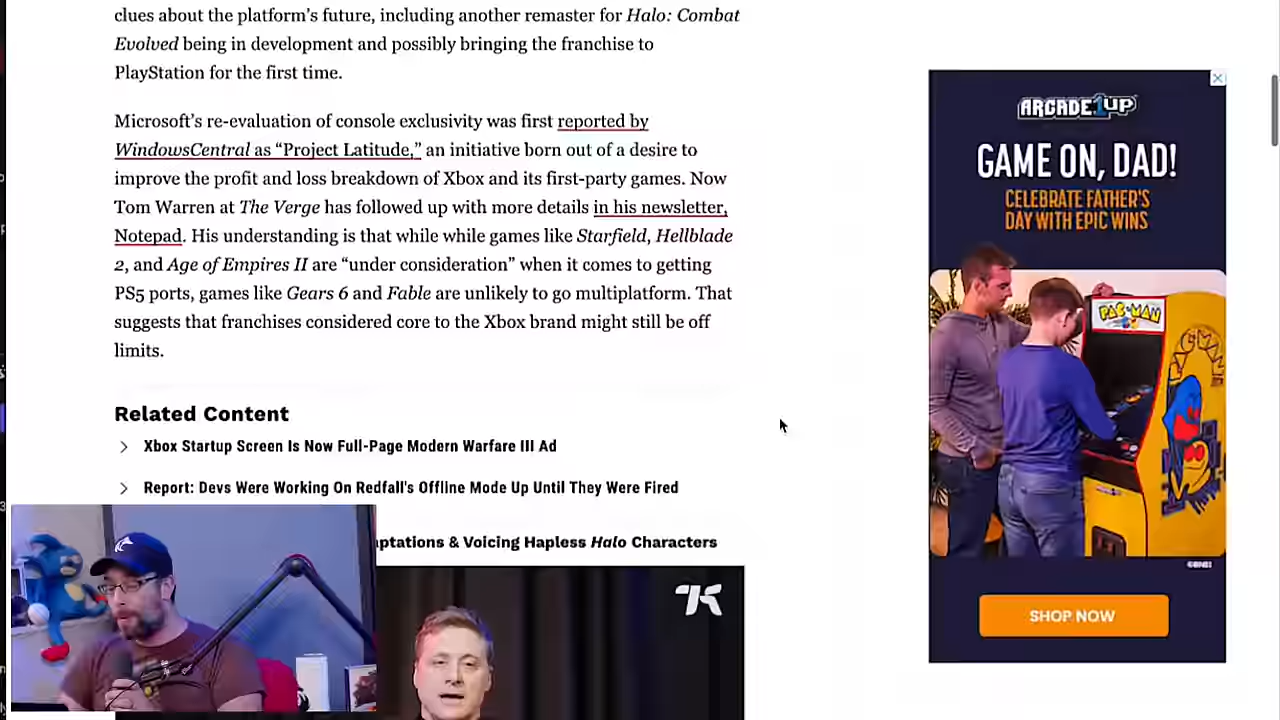 clues about the platform's future, including another remaster for Halo: Combat
Evolved being in development and possibly bringing the franchise to
PlayStation for the first time.
Microsoft's re-evaluation of console exclusivity was first reported by
WindowsCentral as “Project Latitude,” an initiative born out of a desire to
improve the profit and loss breakdown of Xbox and its first-party games. Now
Tom Warren at The Verge has followed up with more details in his newsletter,
Notepad. His understanding is that while while games like Starfield, Hellblade
2, and Age of Empires II are “under consideration” when it comes to getting
PS5 ports, games like Gears 6 and Fable are unlikely to go multiplatform. That
suggests that franchises considered core to the Xbox brand might still be off
limits.
Related Content
Xbox Startup Screen Is Now Full-Page Modern Warfare III Ad
Report: Devs Were Working On Redfall's Offline Mode Up Until They Were Fired
& Voicing Hapless Halo Characters
ARCADE1UP
GAME ON, DAD!
CELEBRATE FATHER'S
DAY WITH EPIC WINS
PAC-MAN
©BNEI
SHOP NOW